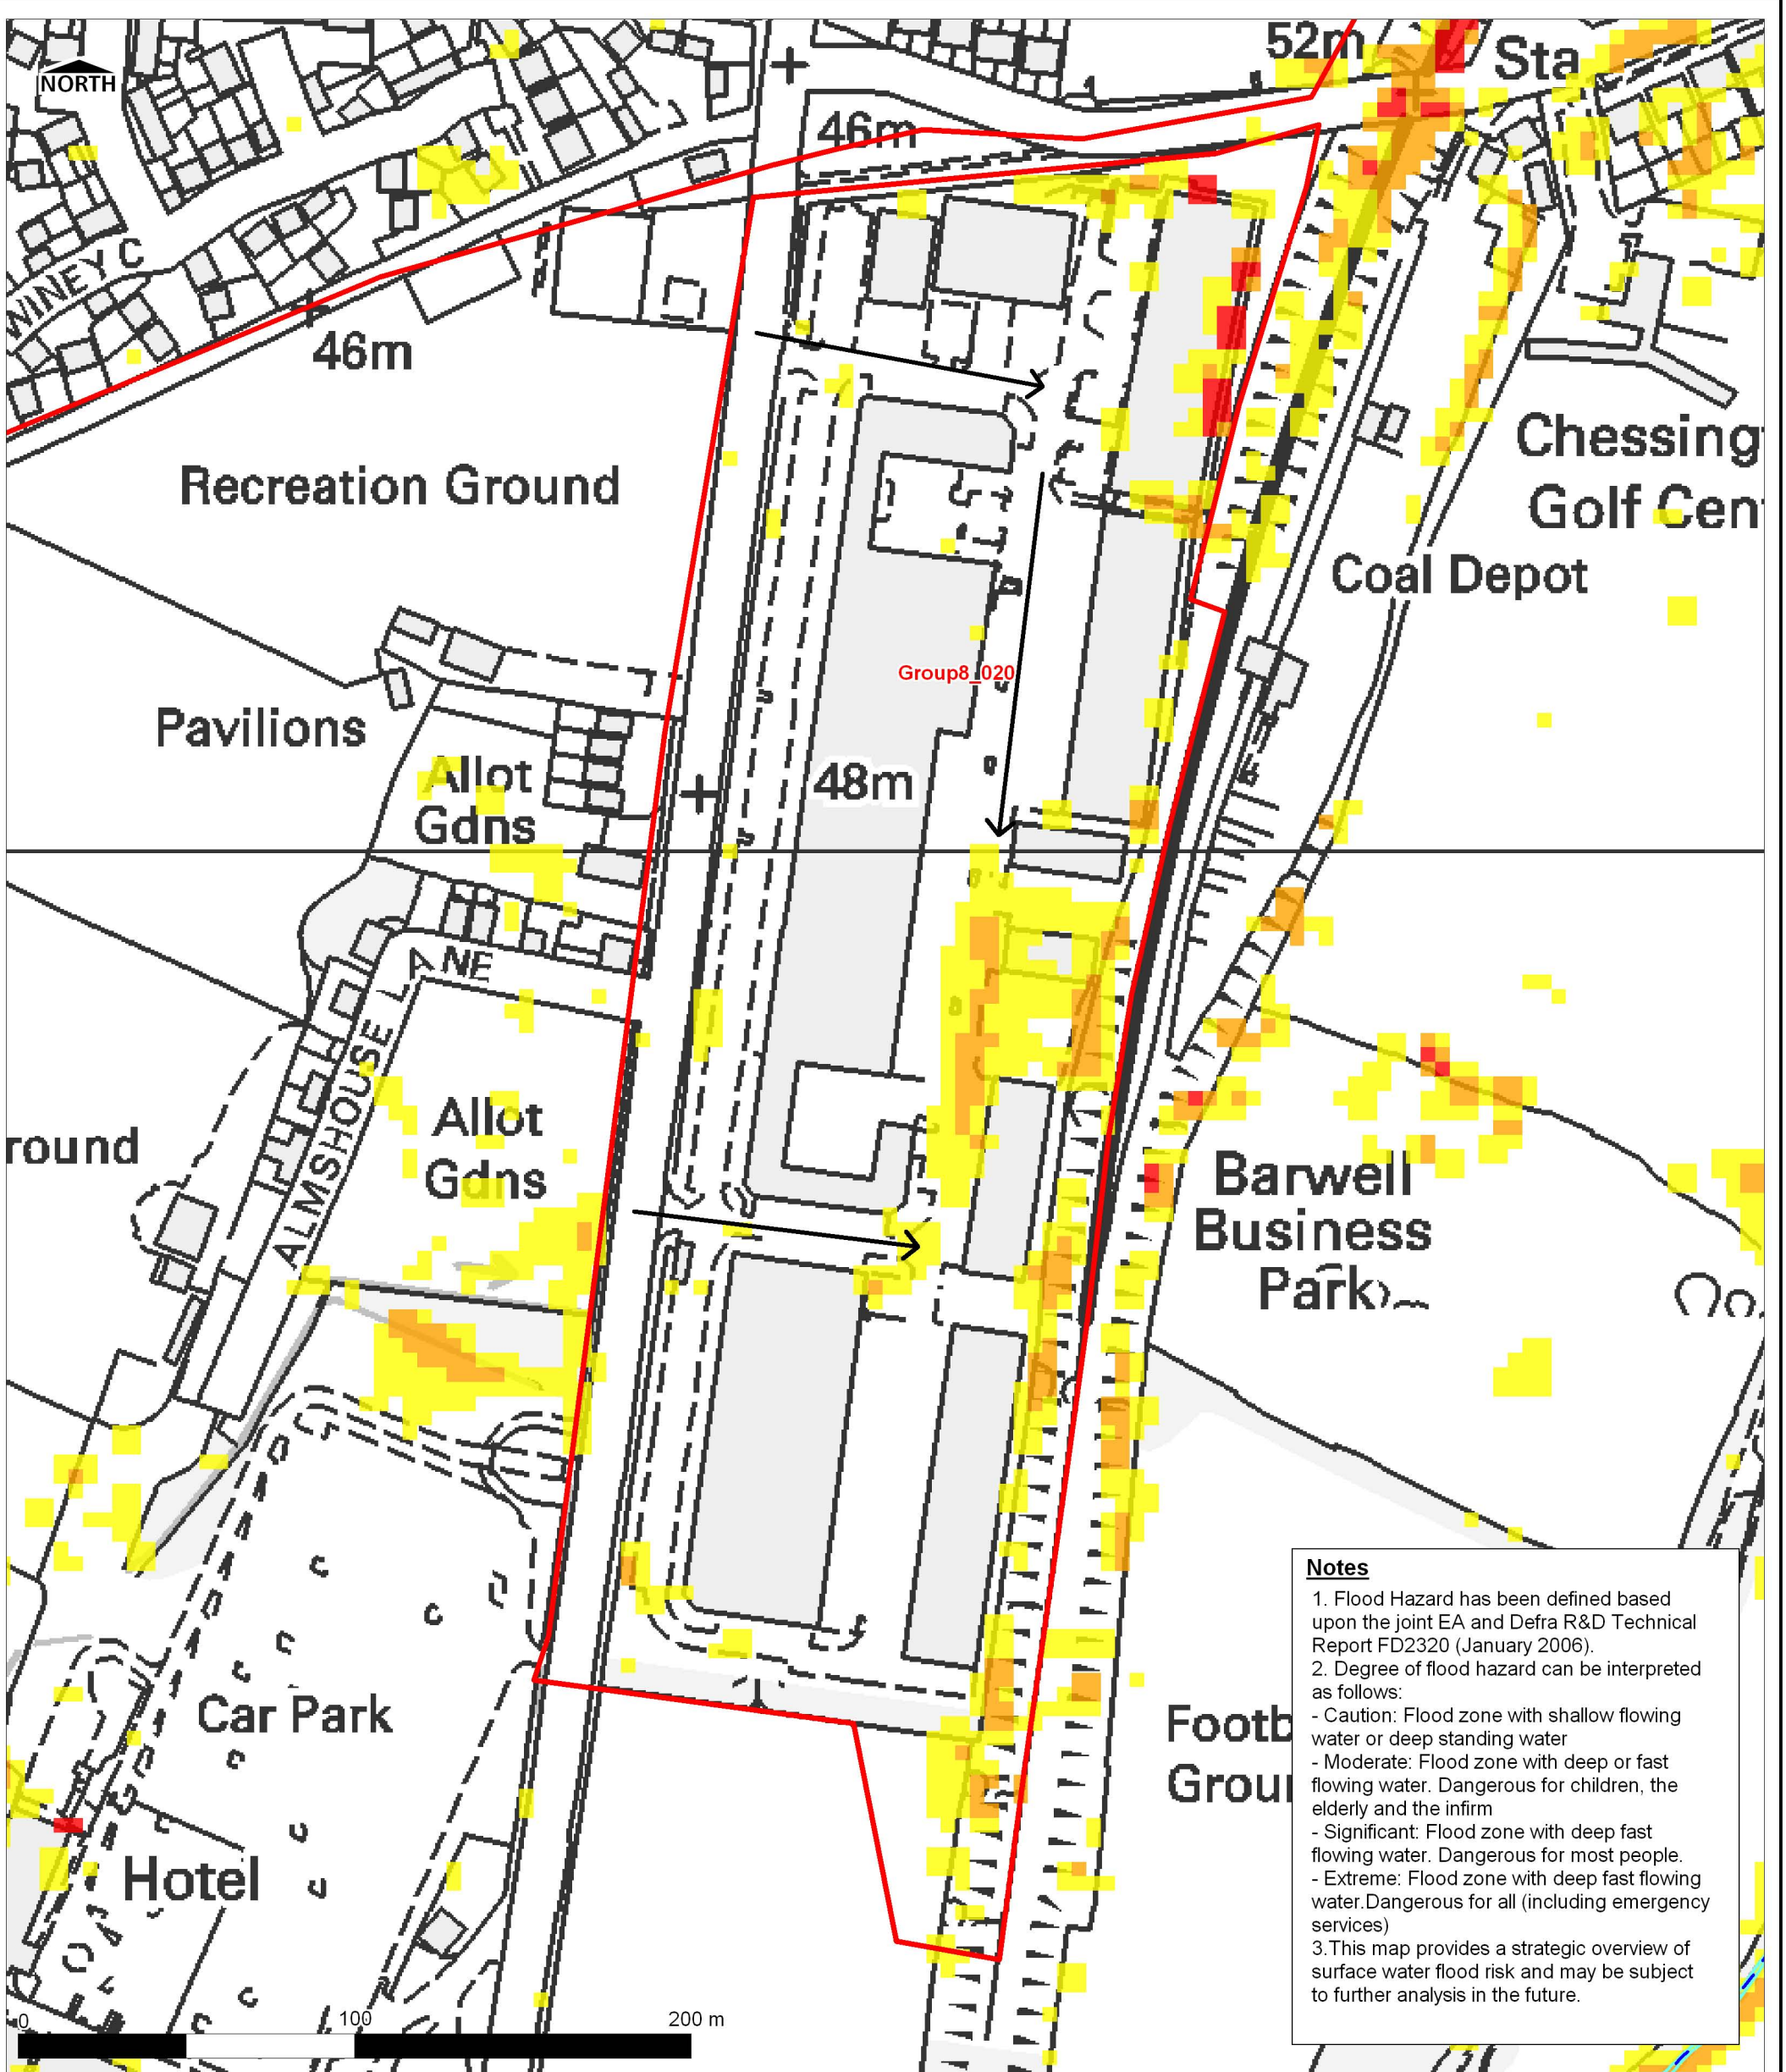 52m
Sta
NORTH
46m
WINEY C
46m
Chessing
Recreation Ground
Golf Cen
Coal Depot
Group8_020
Pavilions
48m
Allot
Gdns
LANE
Allot
Gdns
ALMSHOUSE
round
Barwell
Business
Park
Car Park
Footb
Grou
Hotel
Notes
1. Flood Hazard has been defined based
upon the joint EA and Defra R&D Technical
Report FD2320 (January 2006).
2. Degree of flood hazard can be interpreted
as follows:
- Caution: Flood zone with shallow flowing
water or deep standing water
- Moderate: Flood zone with deep or fast
flowing water. Dangerous for children, the
elderly and the infirm
- Significant: Flood zone with deep fast
flowing water. Dangerous for most people.
- Extreme: Flood zone with deep fast flowing
water.Dangerous for all (including emergency
services)
3.This map provides a strategic overview of
surface water flood risk and may be subject
to further analysis in the future.
0 100 200 m